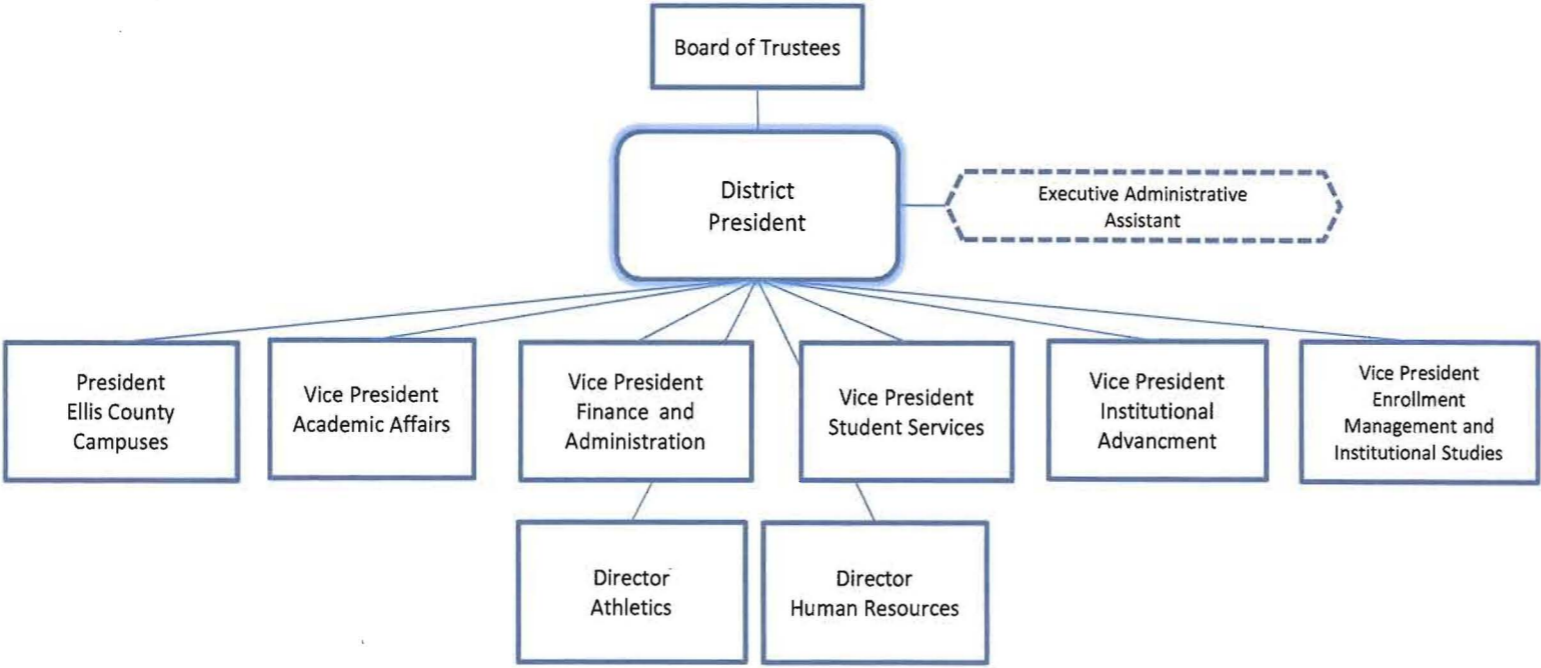 Board of Trustees
District
President
Executive Administrative
Assistant
President
Ellis County
Campuses
Vice President
Academic Affairs
Vice President
Finance and
Administration
Vice President
Student Services
Vice President
Institutional
Advancment
Vice President
Enrollment
Management and
Institutional Studies
Director
Athletics
Director
Human Resources